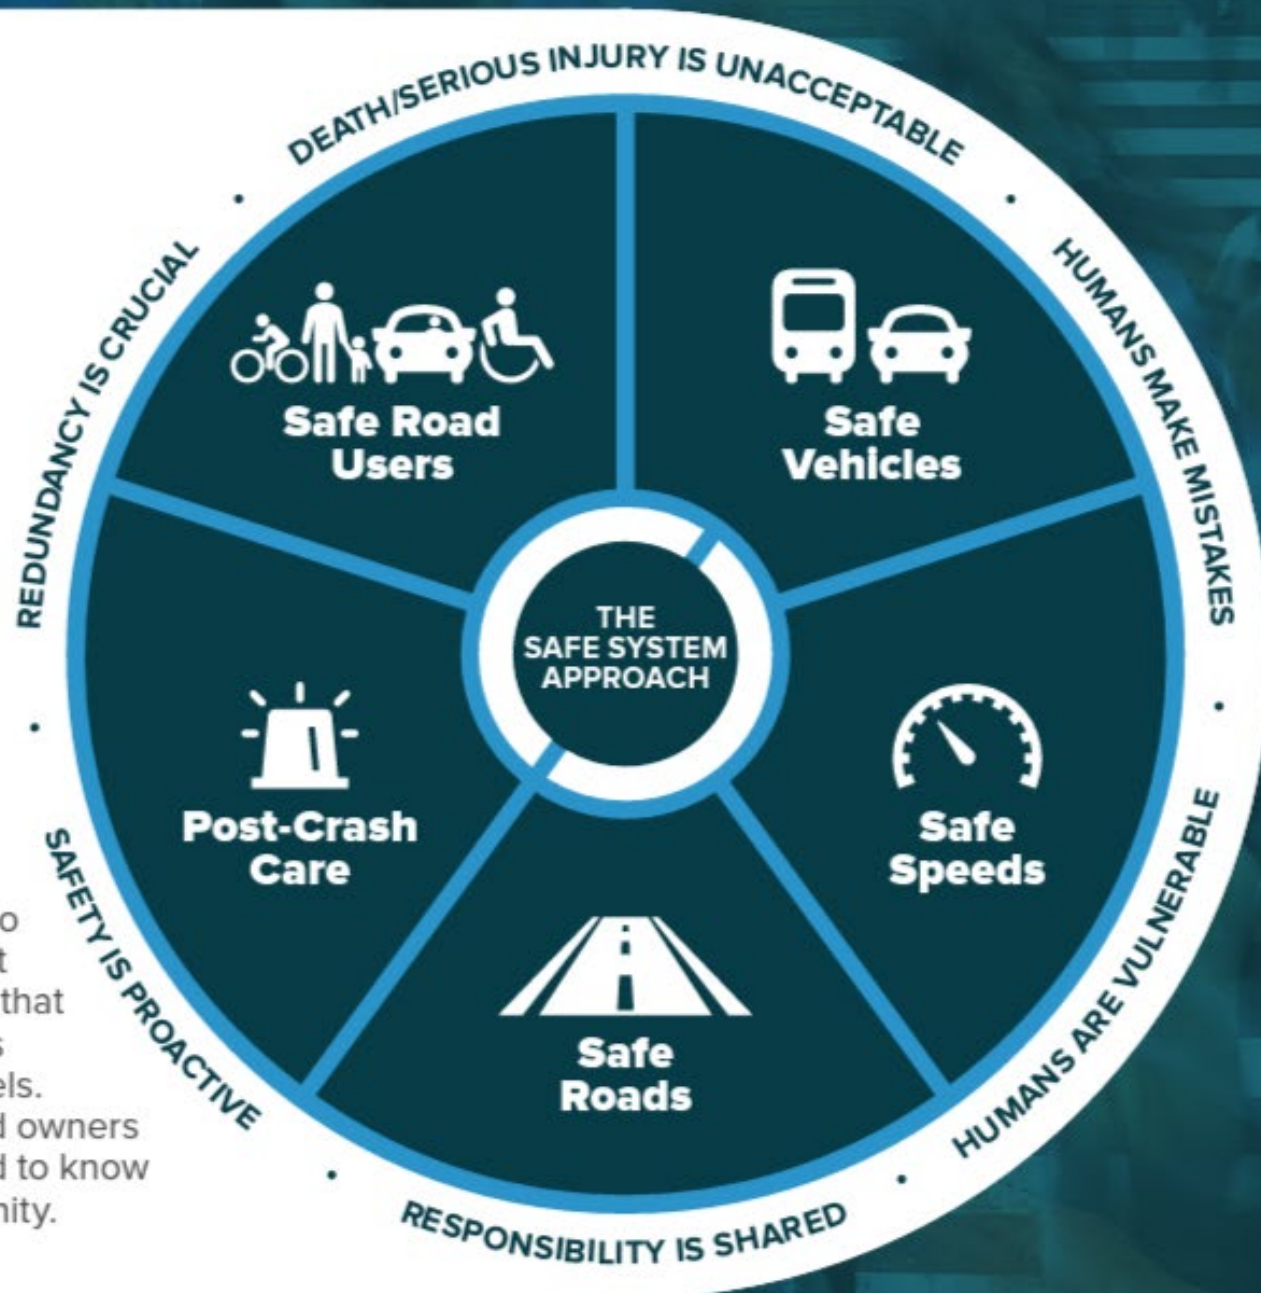 DEATH/SERIOUS INJURY IS UNACCEPTABLE
HUMANS MAKE MISTAKES
HUMANS ARE VULNERABLE
RESPONSIBILITY IS SHARED
SAFETY IS PROACTIVE
REDUNDANCY IS CRUCIAL
Safe Road
Users
Safe
Vehicles
THE
SAFE SYSTEM
APPROACH
Post-Crash
Care
Safe
Speeds
Safe
Roads
that
owners
to know